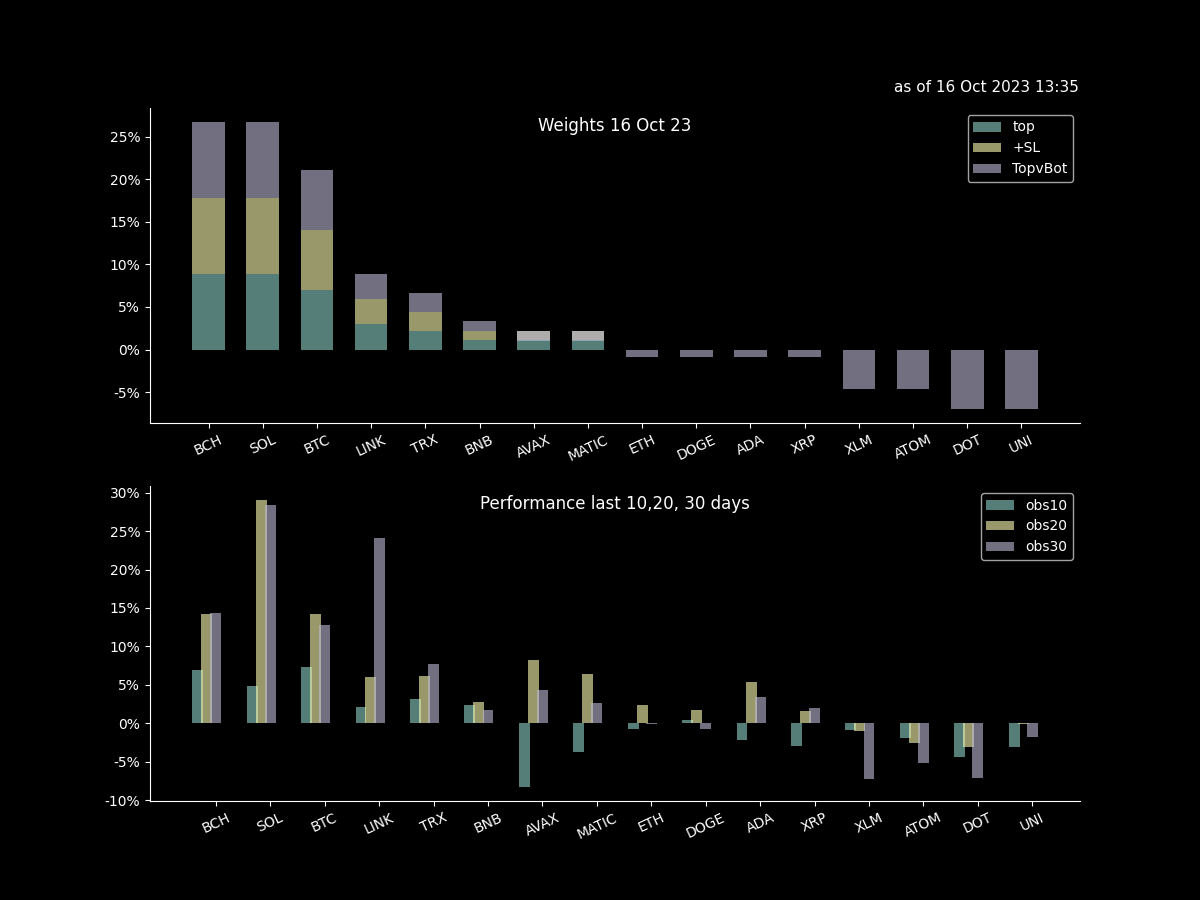 as of 16 Oct 2023 13:35
Weights 16 Oct 23
top
+SL
TopvBot
25%
20%
15%
10%
5%
0%
-5%
BCH SOL BTC LINK TRX BNB AVAX MATIC ETH DOGE ADA XRP XLM ATOM DOT UNI
Performance last 10,20, 30 days
obs10
obs20
obs30
30%
25%
20%
15%
10%
5%
0%
-5%
-10%
BCH SOL BTC LINK TRX BNB AVAX MATIC ETH DOGE ADA XRP XLM ATOM DOT UNI